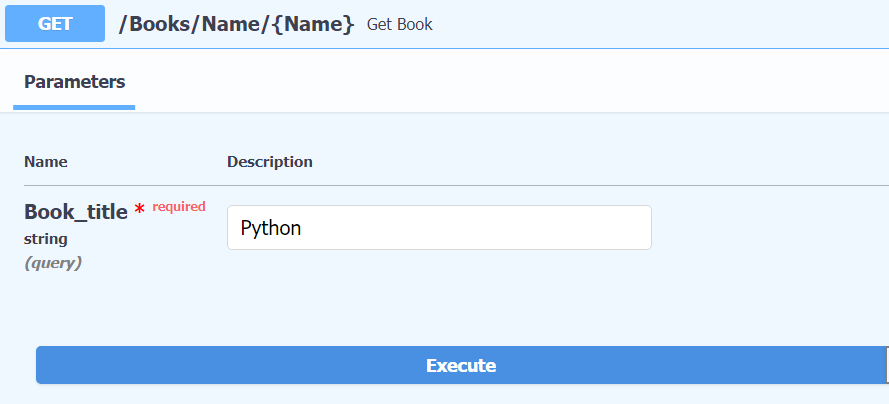 GET /Books/Name/{Name} Get Book
Parameters
Name Description
Book_title * required
string
(query)
Python
Execute